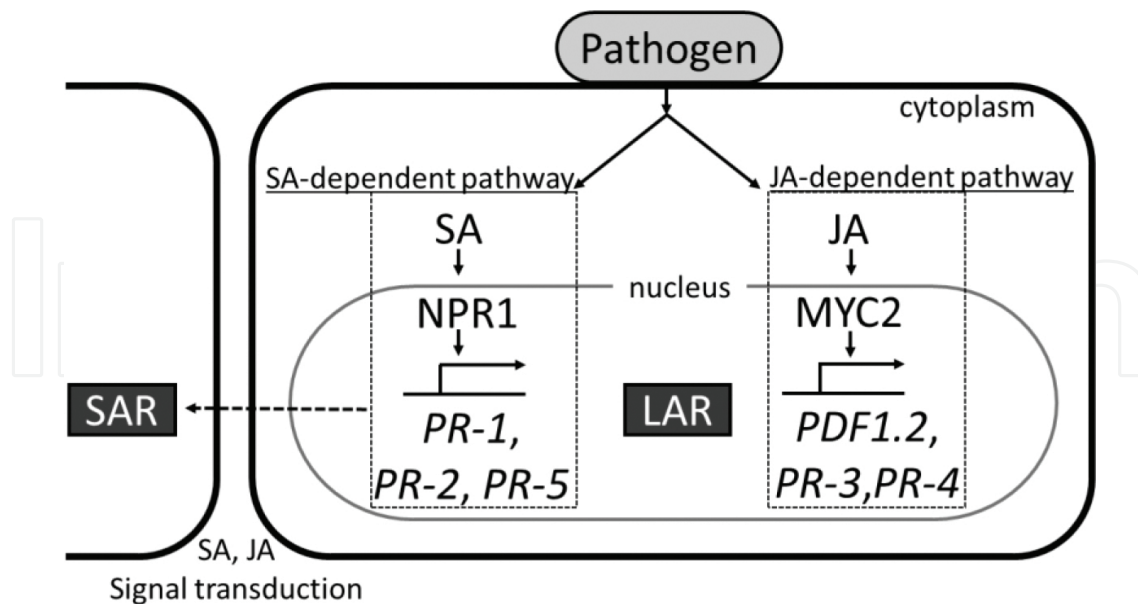 Pathogen
cytoplasm
SA-dependent pathway
JA-dependent pathway
SA
JA
nucleus
NPR1
MYC2
SAR
LAR
PR-1,
PR-2, PR-5
PDF1.2,
PR-3,PR-4
SA, JA
Signal transduction